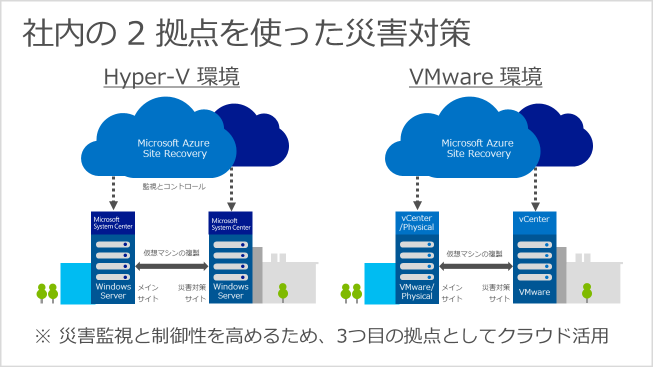 社内の 2 拠点を使った災害対策
Hyper-V 環境
Microsoft Azure
Site Recovery
監視とコントロール
Microsoft
System Center
Microsoft
System Center
仮想マシンの複製
Windows
Server
メイン
サイト
災害対策
サイト
Windows
Server
VMware 環境
Microsoft Azure
Site Recovery
vCenter
/Physical
vCenter
仮想マシンの複製
VMware/
Physical
メイン
サイト
災害対策
サイト
VMware
※ 災害監視と制御性を高めるため、3つ目の拠点としてクラウド活用